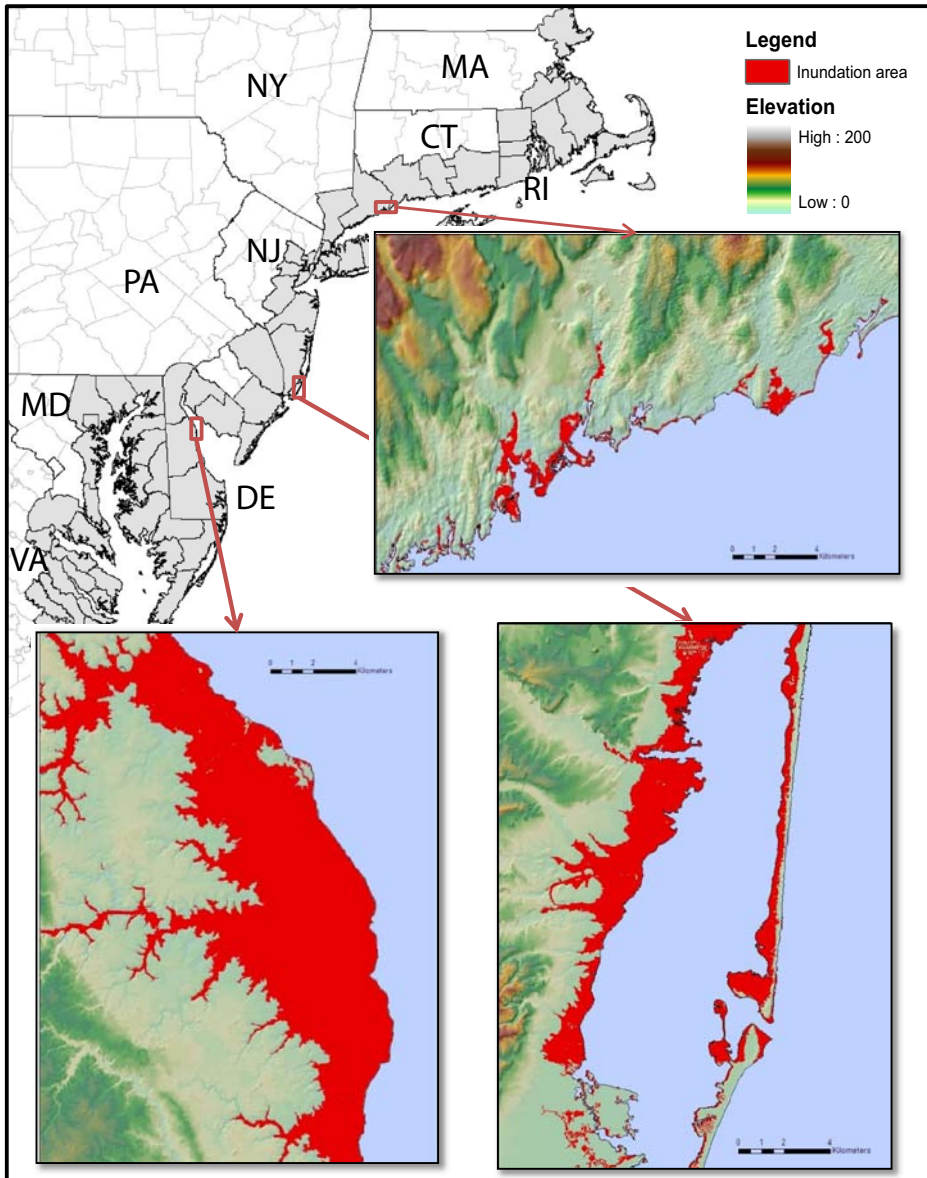 NY
MA
CT
RI
NJ
PA
MD
DE
VA
Legend
Inundation area
Elevation
High : 200
Low : 0
0 1 2 4
Kilometers
0 1 2 4
Kilometers
0 1 2 4
Kilometers